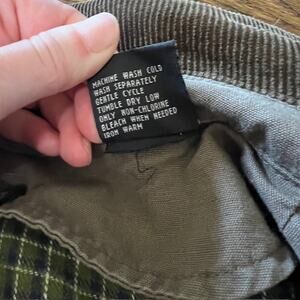 MACHINE WASH COLD
WASH SEPARATELY
GENTLE CYCLE
TUMBLE DRY LOW
ONLY NON-CHLORINE
BLEACH WHEN NEEDED
IRON WARM